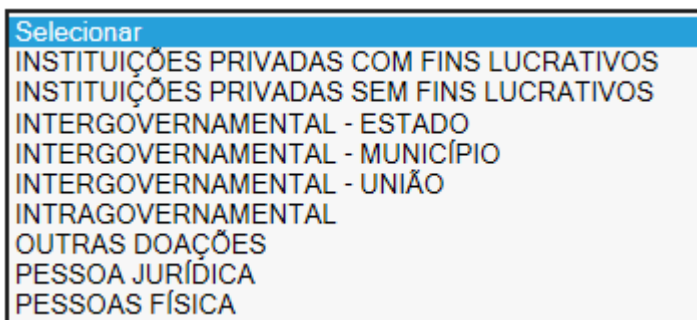 Selecionar
INSTITUIÇÕES PRIVADAS COM FINS LUCRATIVOS
INSTITUIÇÕES PRIVADAS SEM FINS LUCRATIVOS
INTERGOVERNAMENTAL - ESTADO
INTERGOVERNAMENTAL - MUNICÍPIO
INTERGOVERNAMENTAL - UNIÃO
INTRAGOVERNAMENTAL
OUTRAS DOAÇÕES
PESSOA JURÍDICA
PESSOAS FÍSICA